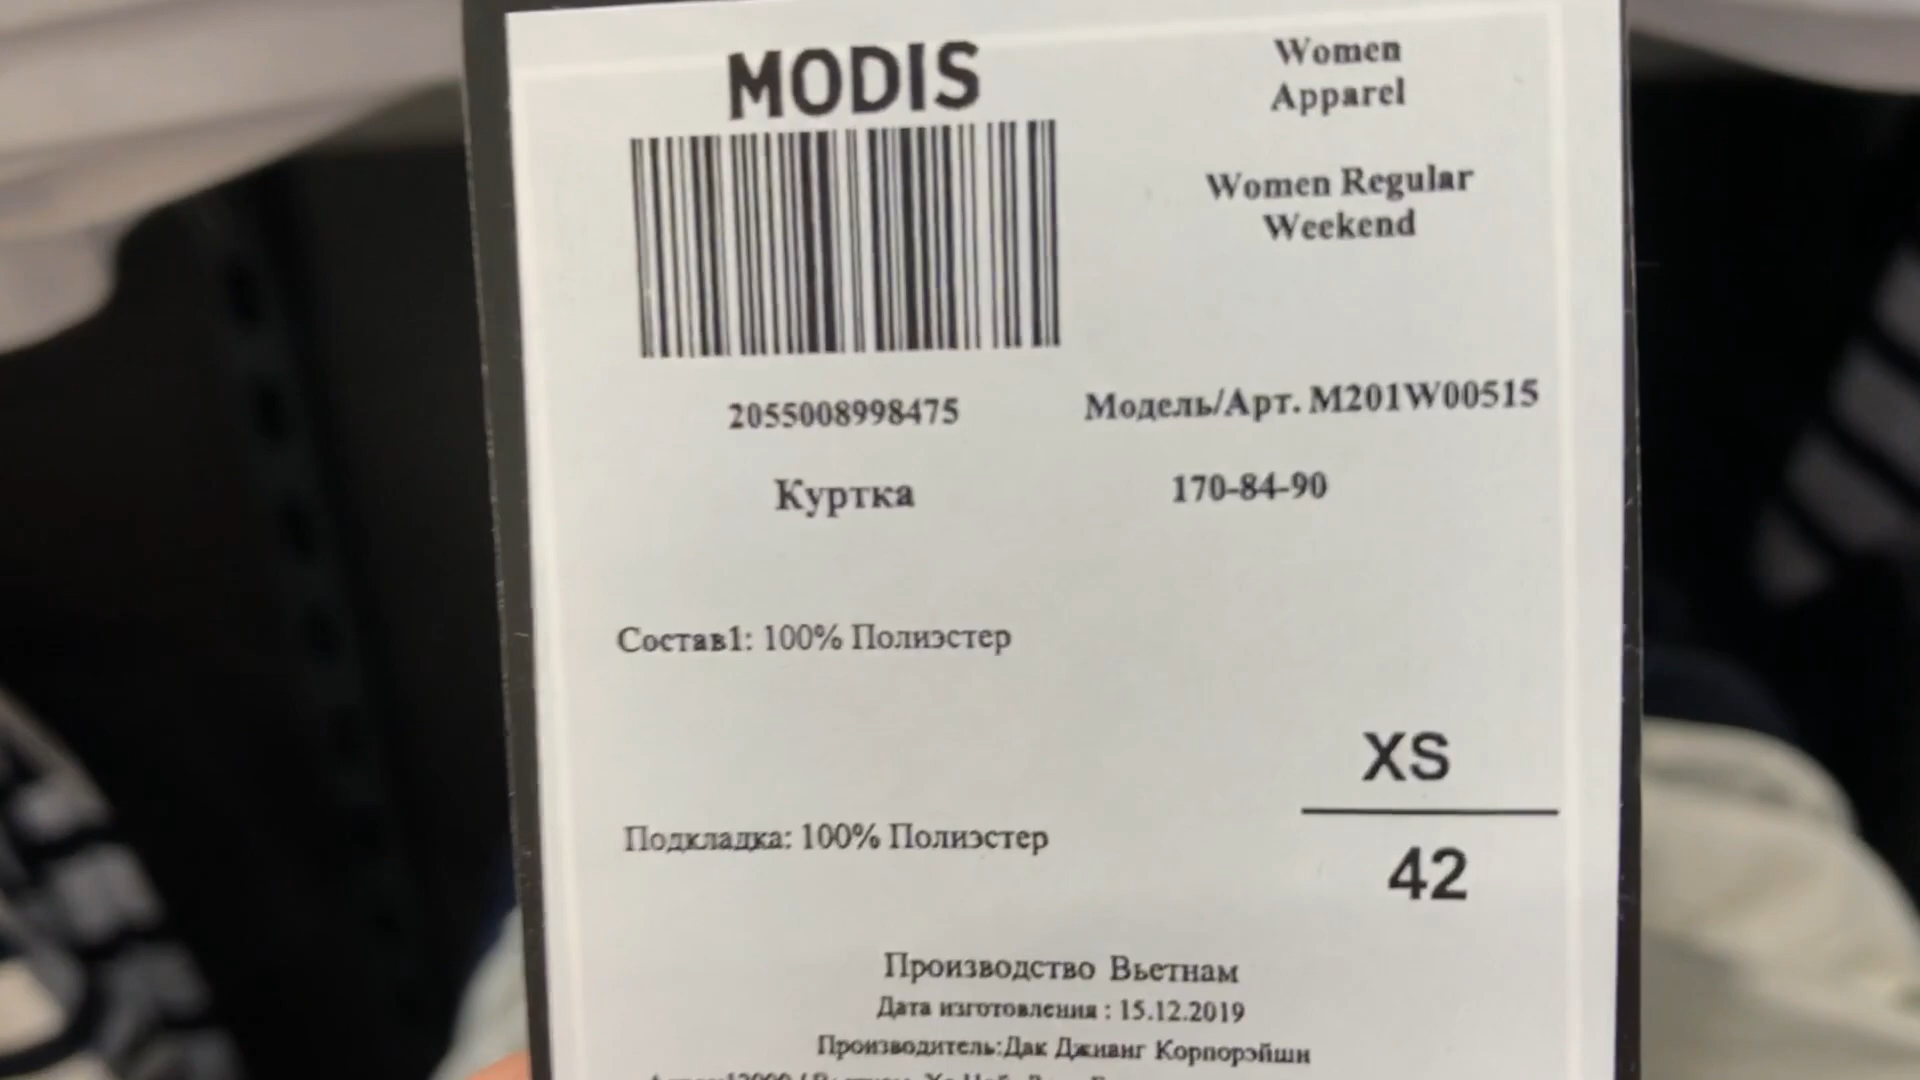 MODIS
Women
Apparel
Women Regular
Weekend
2055008998475
Модель/Арт. M201W00515
Куртка
170-84-90
Состав1: 100% Полиэстер
XS
Подкладка: 100% Полиэстер
42
Производство Вьетнам
Дата изготовления : 15.12.2019
Производитель:Дак Джианг Корпорэйшн